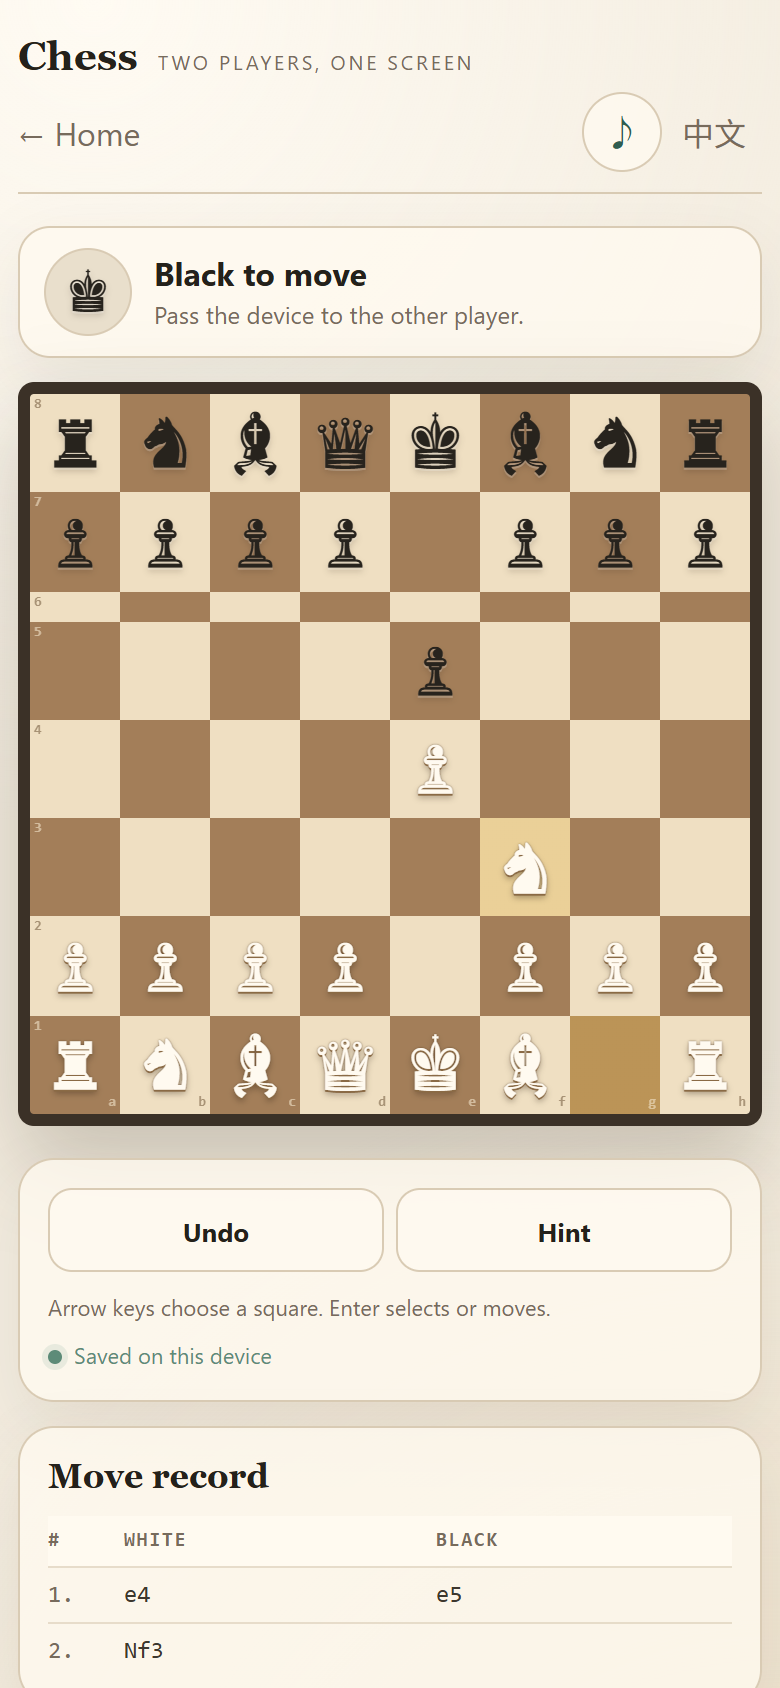 Chess TWO PLAYERS, ONE SCREEN
← Home 中文
Black to move
Pass the device to the other player.
8
7
6
5
4
3
2
1
a b c d e f g h
Undo Hint
Arrow keys choose a square. Enter selects or moves.
Saved on this device
Move record
# WHITE BLACK
1. e4 e5
2. Nf3